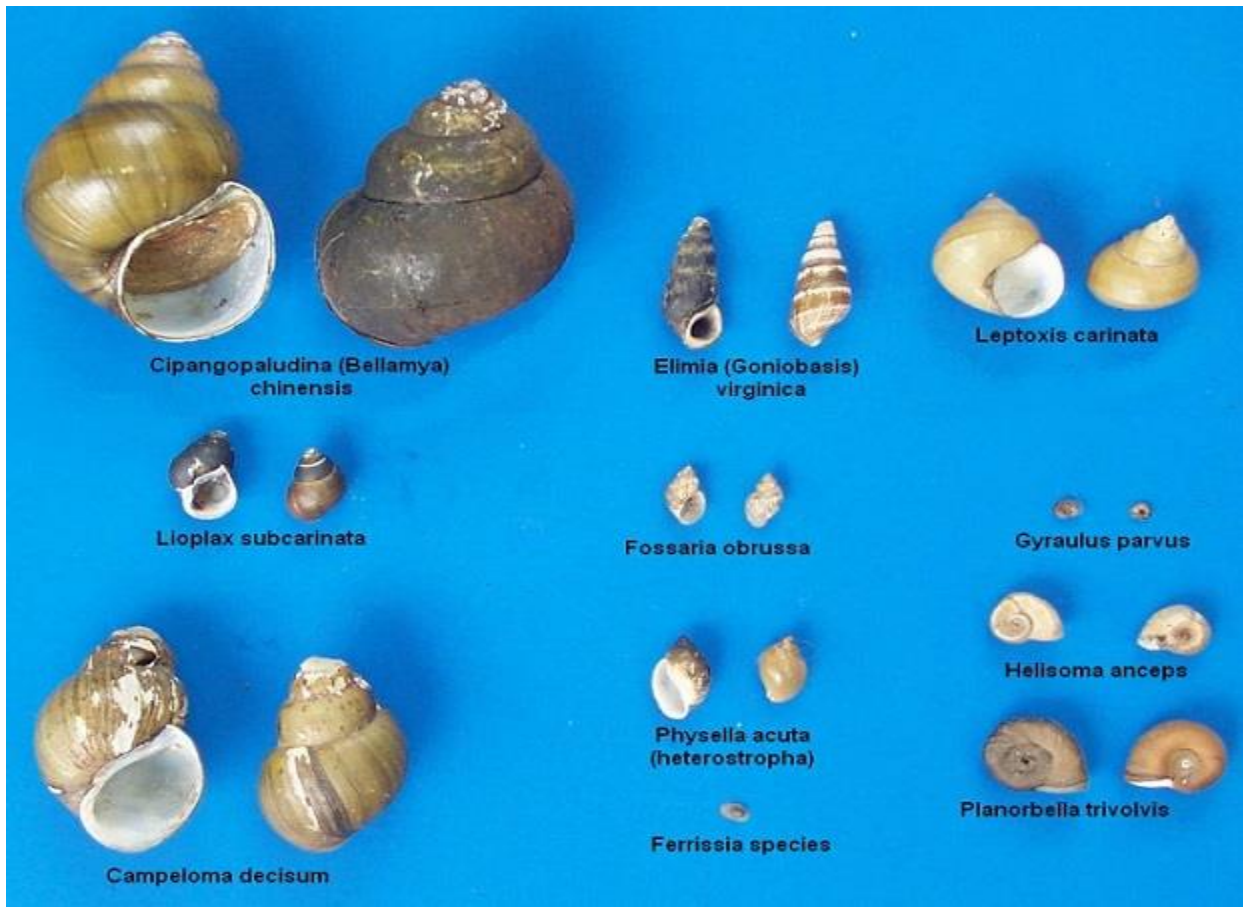 Cipangopaludina (Bellamya)
chinensis
Elimia (Goniobasis)
virginica
Leptoxis carinata
Lioplax subcarinata
Fossaria obrussa
Gyraulus parvus
Helisoma anceps
Physella acuta
(heterostropha)
Planorbella trivolvis
Ferrissia species
Campeloma decisum